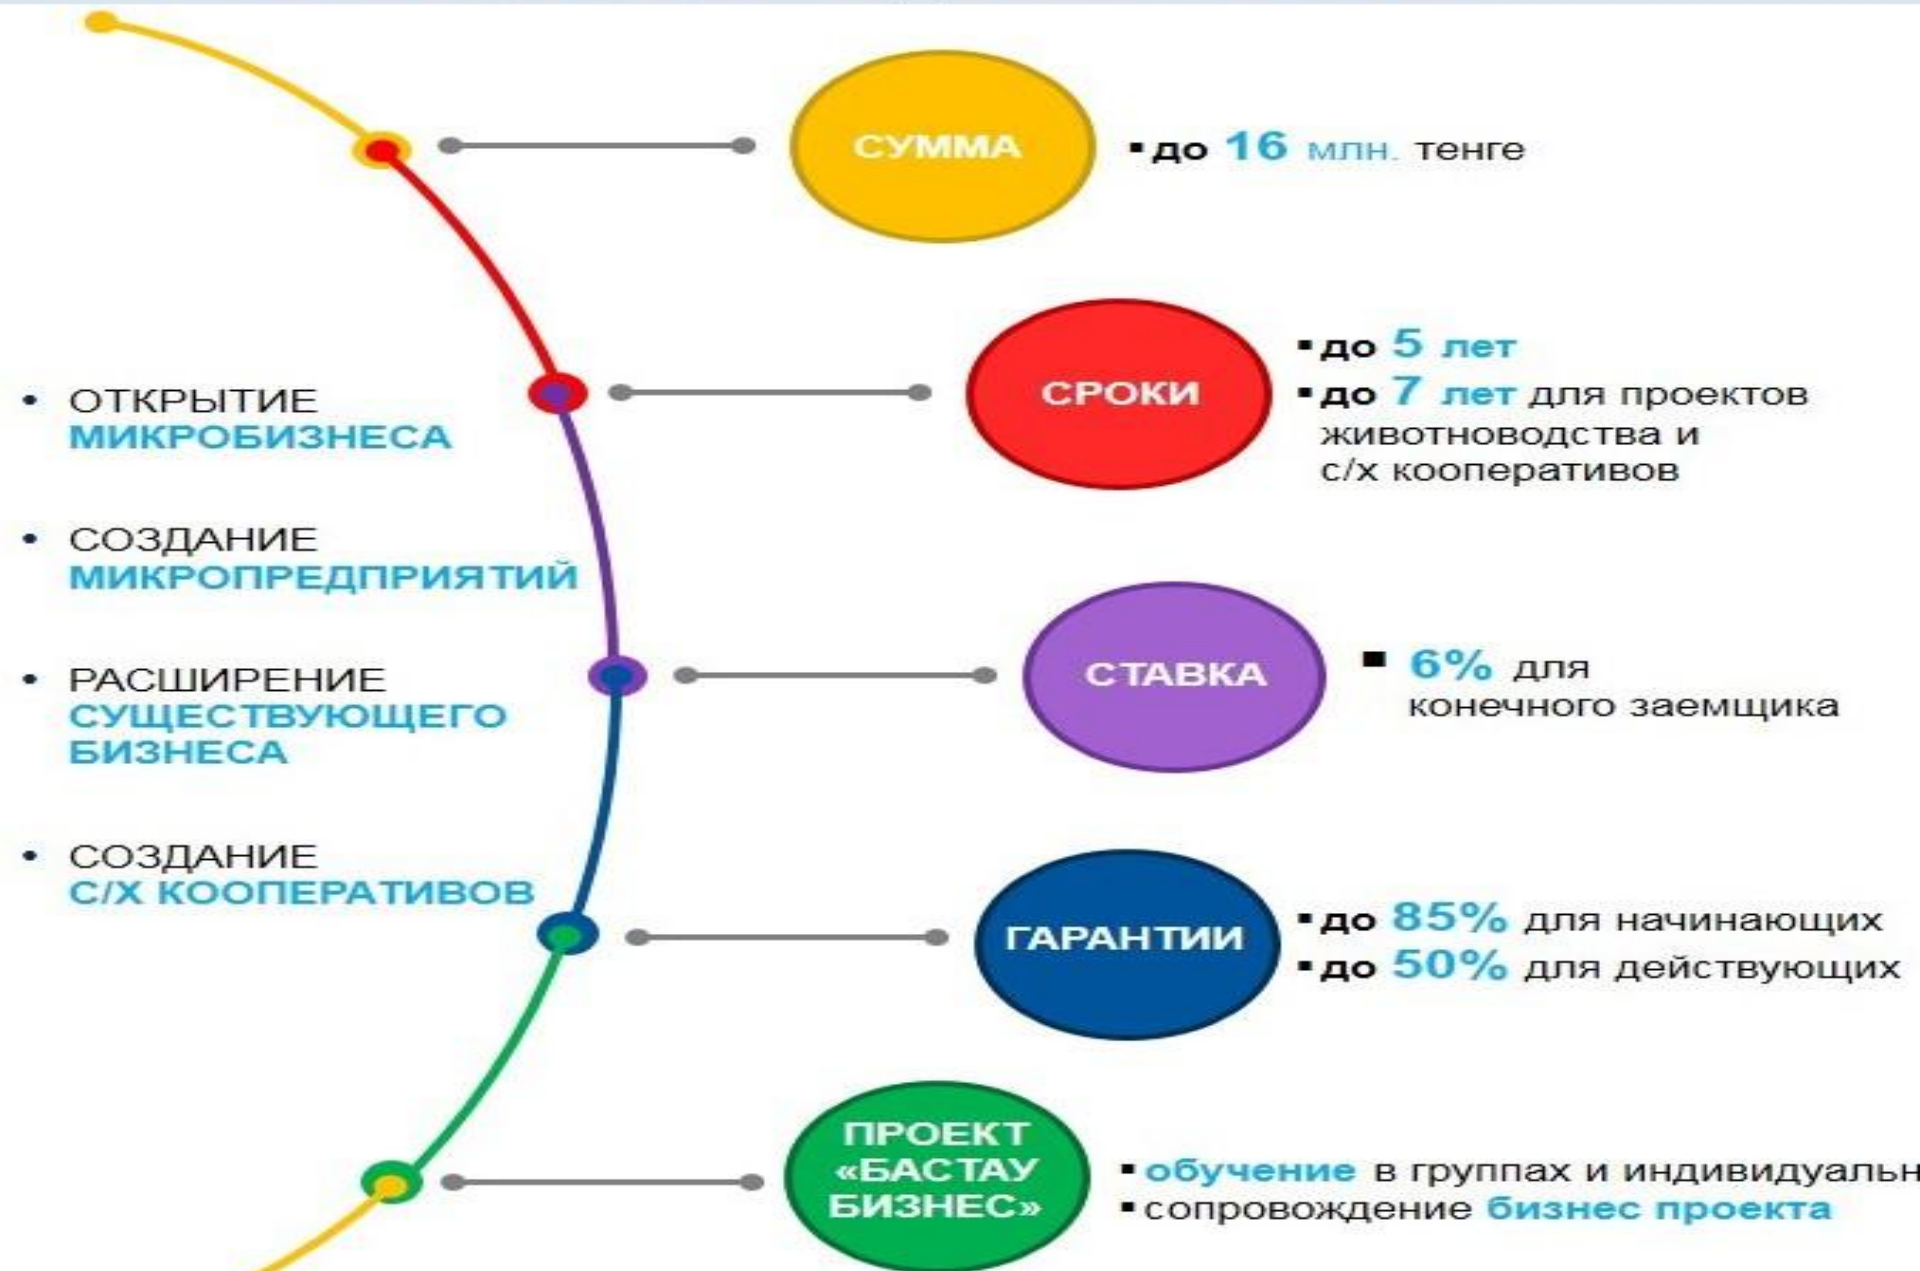 • ОТКРЫТИЕ
МИКРОБИЗНЕСА
• СОЗДАНИЕ
МИКРОПРЕДПРИЯТИЙ
• РАСШИРЕНИЕ
СУЩЕСТВУЮЩЕГО
БИЗНЕСА
• СОЗДАНИЕ
С/Х КООПЕРАТИВОВ
СУММА
▪ до 16 млн. тенге
СРОКИ
▪ до 5 лет
▪ до 7 лет для проектов
животноводства и
с/х кооперативов
СТАВКА
▪ 6% для
конечного заемщика
ГАРАНТИИ
▪ до 85% для начинающих
▪ до 50% для действующих
ПРОЕКТ
«БАСТАУ
БИЗНЕС»
▪ обучение в группах и индивидуальн
▪ сопровождение бизнес проекта